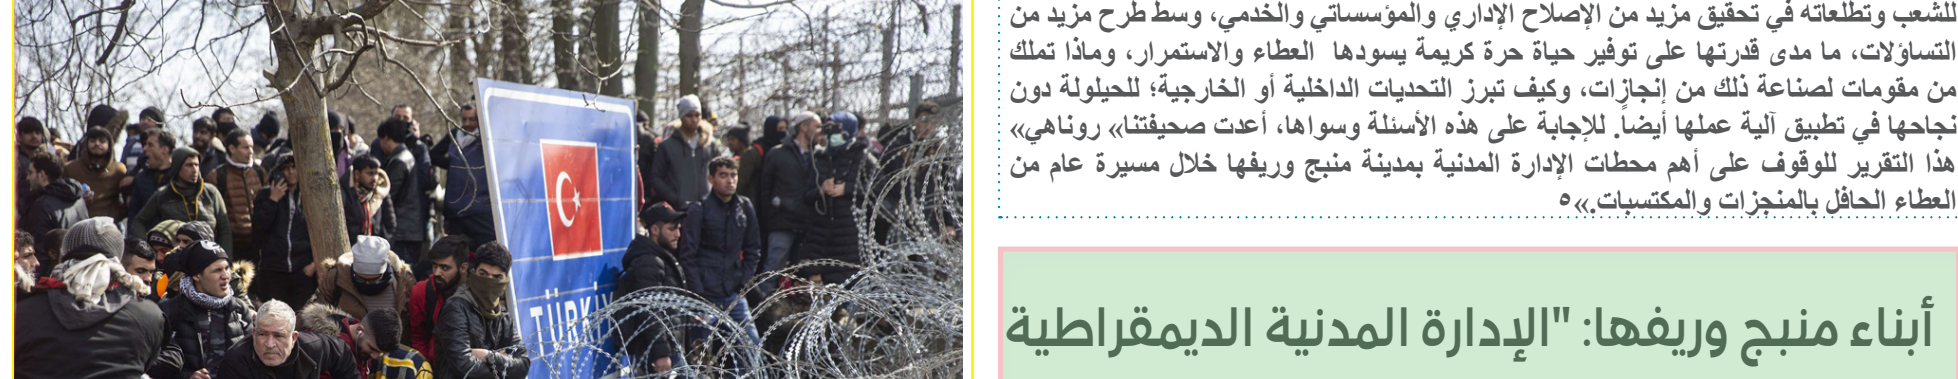 للشعب وتطلعاته في تحقيق مزيد من الإصلاح الإداري والمؤسساتي والخدمي، وسط طرح مزيد من
التساؤلات، ما مدى قدرتها على توفير حياة حرة كريمة يسودها العطاء والاستمرار، وماذا تملك
من مقومات لصناعة ذلك من إنجازات، وكيف تبرز التحديات الداخلية أو الخارجية؛ للحيلولة دون
نجاحها في تطبيق آلية عملها أيضاً. للإجابة على هذه الأسئلة وسواها، أعدت صحيفتنا» روناهي»
هذا التقرير للوقوف على أهم محطات الإدارة المدنية بمدينة منبج وريفها خلال مسيرة عام من
العطاء الحافل بالمنجزات والمكتسبات.»٥
أبناء منبج وريفها: "الإدارة المدنية الديمقراطية
TÜRKİY